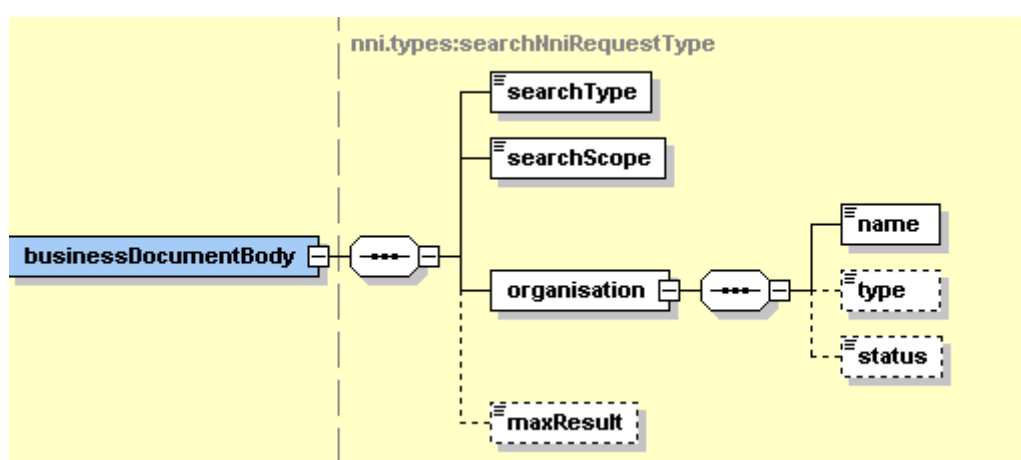 nni.types:searchNniRequestType
searchType
searchScope
businessDocumentBody
organisation
name
type
status
maxResult